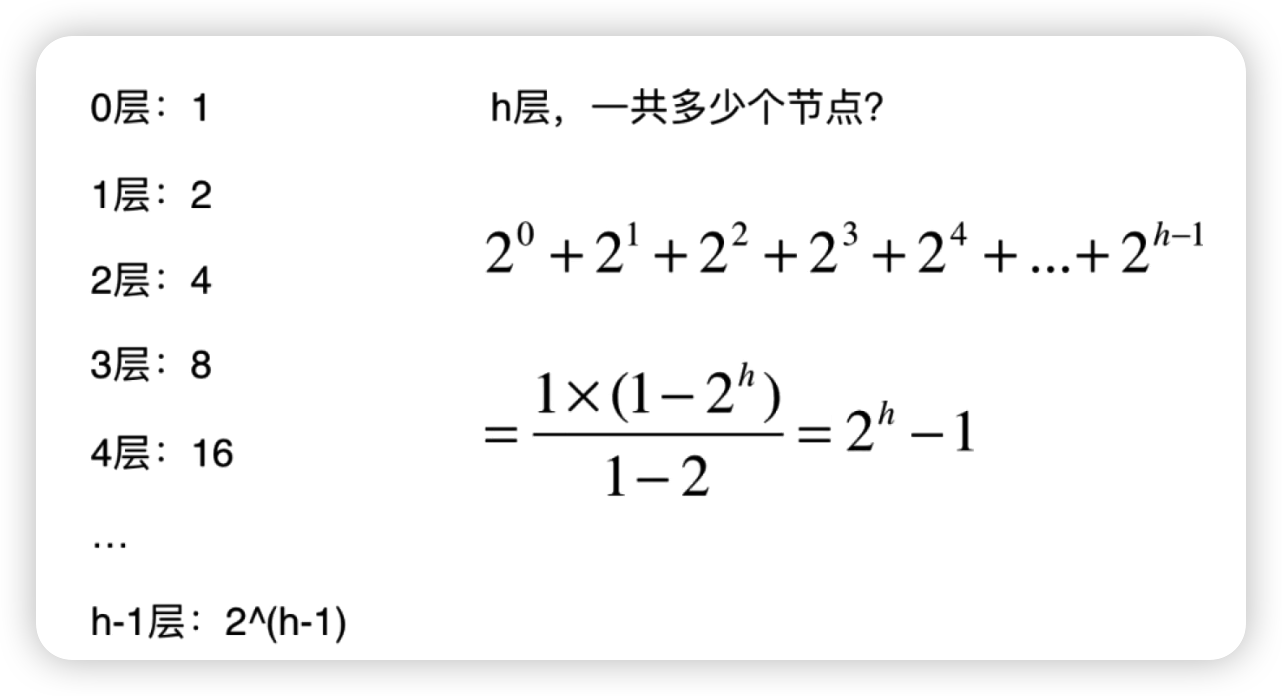 0层：1
1层：2
2层：4
3层：8
4层：16
…
h-1层：2^(h-1)
h层，一共多少个节点?
2^0 + 2^1 + 2^2 + 2^3 + 2^4 + ...+ 2^{h-1}
= \frac{1×(1−2^h)}{1−2} = 2^h − 1